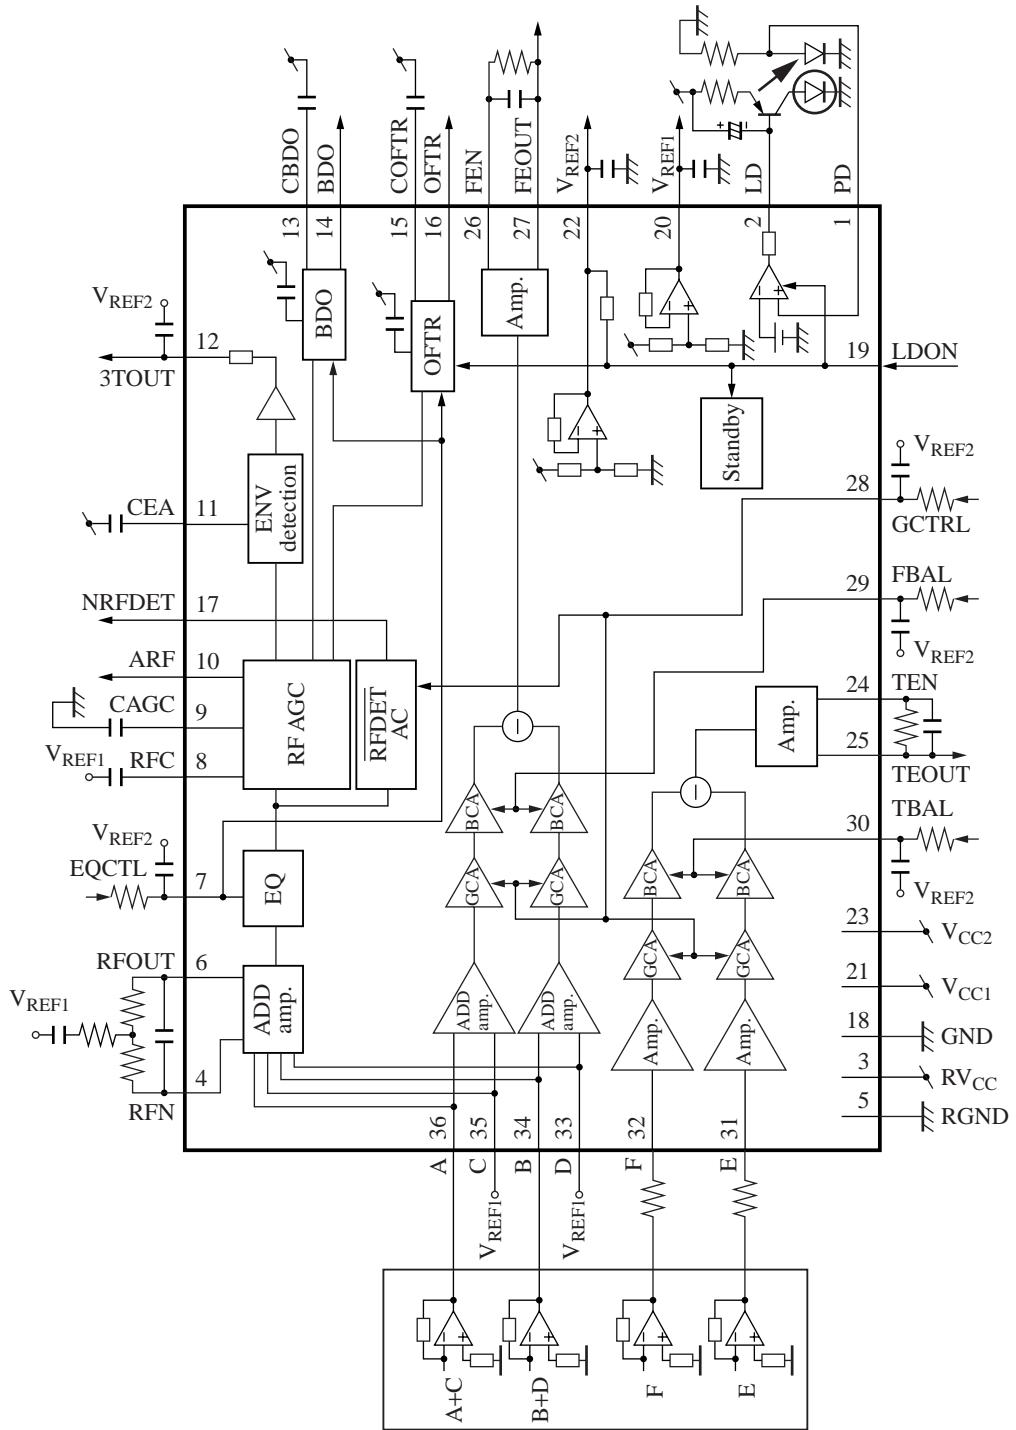 CBDO
BDO
COFTR
OFTR
FEN
FEOUT
VREF2
VREF1
LD
PD
13
14
15
16
26
27
22
20
2
1
VREF2
12
3TOUT
BDO
OFTR
Amp.
19
LDON
Standby
VREF2
28
GCTRL
CEA
11
ENV
detection
29
FBAL
VREF2
NRFDET
17
ARF
10
CAGC
9
VREF1
RFC
8
RF AGC
RFDET
AC
24
TEN
Amp.
25
TEOUT
BCA
BCA
TBAL
30
VREF2
VREF2
EQCTL
7
EQ
GCA
GCA
BCA
BCA
23
VCC2
RFOUT
6
GCA
GCA
21
VCC1
VREF1
ADD
amp.
ADD
amp.
ADD
amp.
Amp.
Amp.
18
GND
4
RFN
3
RVCC
5
RGND
36
35
34
33
32
31
A
C
B
D
F
E
VREF1
VREF1
A+C
B+D
F
E